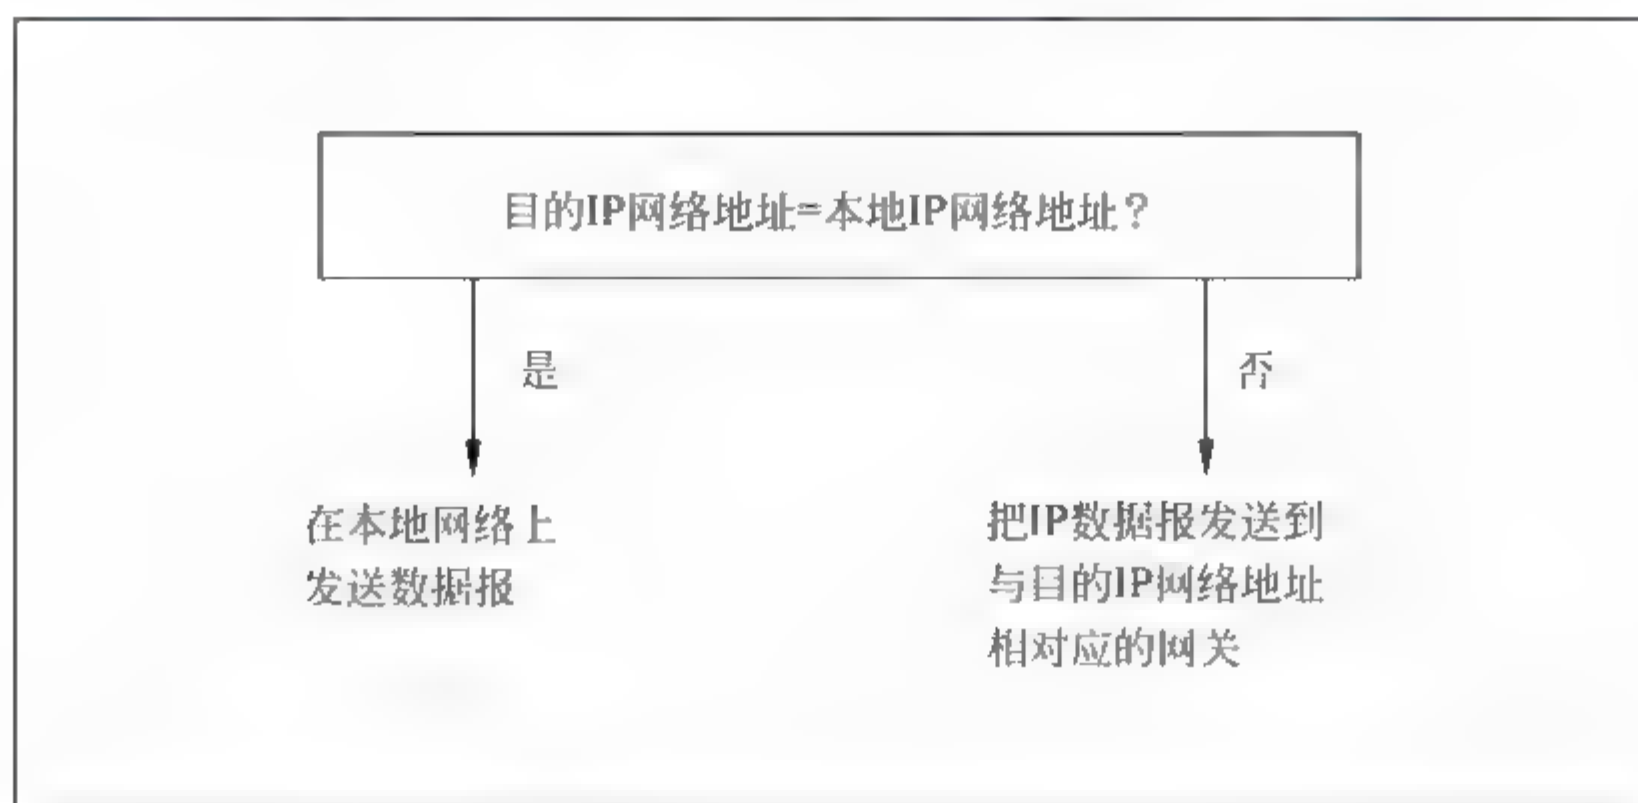 目的IP网络地址=本地IP网络地址？
是
否
在本地网络上
发送数据报
把IP数据报发送到
与目的IP网络地址
相对应的网关